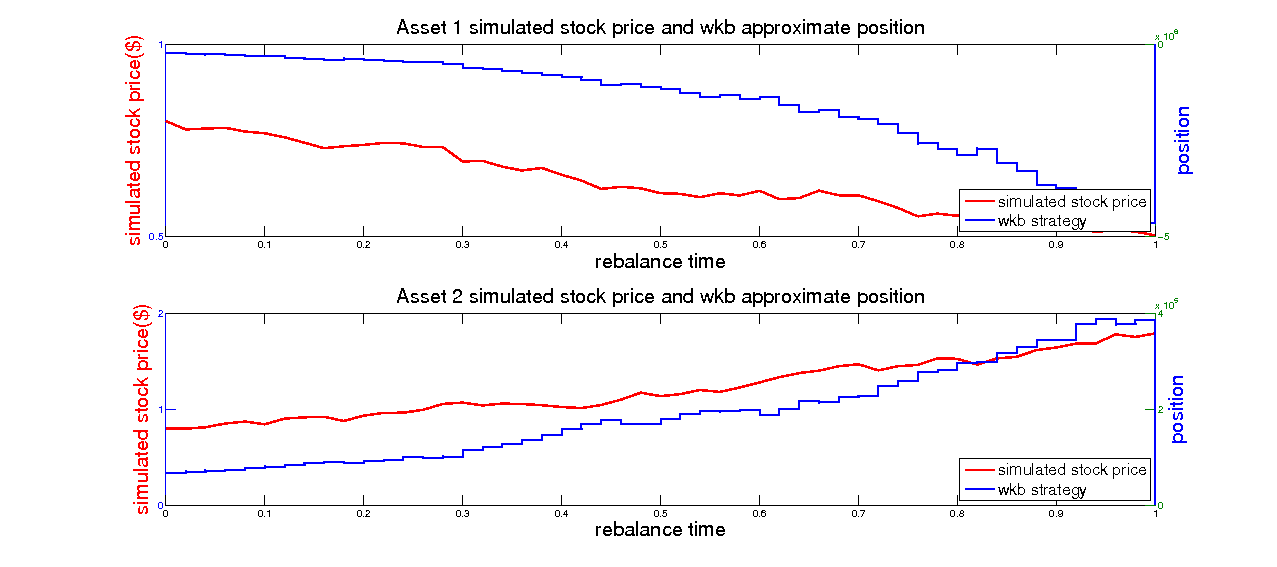 Asset 1 simulated stock price and wkb approximate position
simulated stock price($)
1
0.5
0 0.1 0.2 0.3 0.4 0.5 0.6 0.7 0.8 0.9 1
rebalance time
0
-5
position
simulated stock price
wkb strategy
Asset 2 simulated stock price and wkb approximate position
simulated stock price($)
2
1
0
0 0.1 0.2 0.3 0.4 0.5 0.6 0.7 0.8 0.9 1
rebalance time
4
2
0
position
simulated stock price
wkb strategy